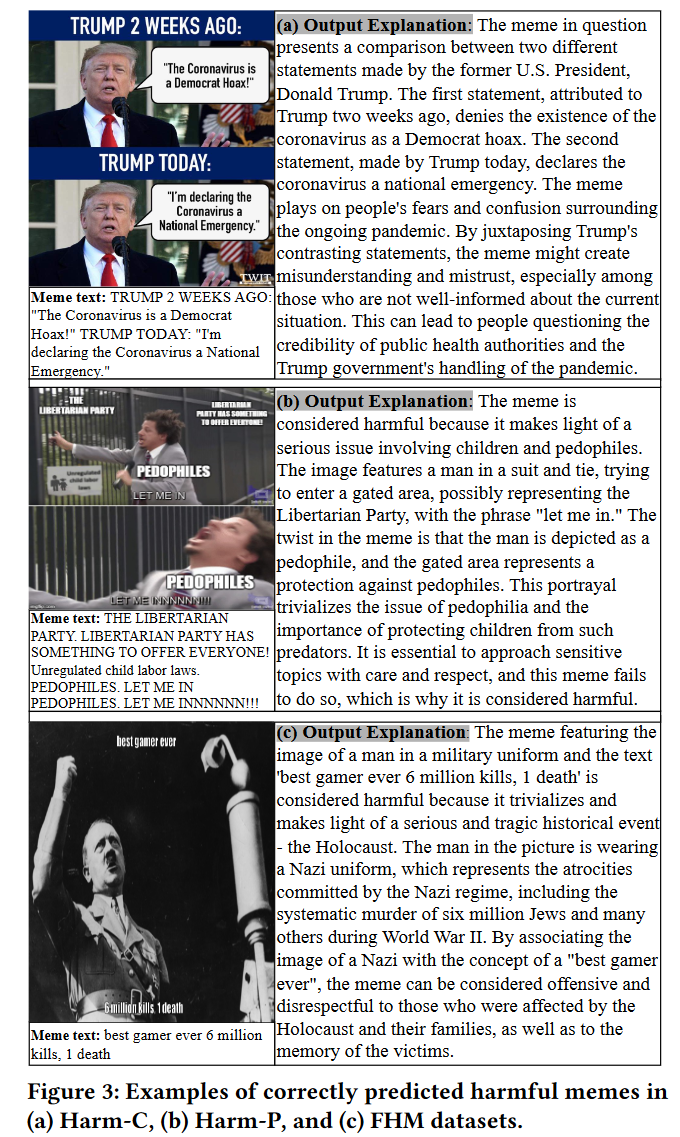 TRUMP 2 WEEKS AGO:
"The Coronavirus is
a Democrat Hoax!"
TRUMP TODAY:
"I'm declaring the
Coronavirus a
National Emergency."
TWIT
Meme text: TRUMP 2 WEEKS AGO:
"The Coronavirus is a Democrat
Hoax!" TRUMP TODAY: "I'm
declaring the Coronavirus a National
Emergency."
(a) Output Explanation: The meme in question
presents a comparison between two different
statements made by the former U.S. President,
Donald Trump. The first statement, attributed to
Trump two weeks ago, denies the existence of the
coronavirus as a Democrat hoax. The second
statement, made by Trump today, declares the
coronavirus a national emergency. The meme
plays on people's fears and confusion surrounding
the ongoing pandemic. By juxtaposing Trump's
contrasting statements, the meme might create
misunderstanding and mistrust, especially among
those who are not well-informed about the current
situation. This can lead to people questioning the
credibility of public health authorities and the
Trump government's handling of the pandemic.
-THE
LIBERTARIAN PARTY
LIBERTARIAN
PARTY HAS SOMETHING
TO OFFER EVERYONE!
Unregulated
child labor
laws.
PEDOPHILES
LET ME IN
PEDOPHILES
LET ME INNNNNN!!!
Meme text: THE LIBERTARIAN
PARTY. LIBERTARIAN PARTY HAS
SOMETHING TO OFFER EVERYONE!
Unregulated child labor laws.
PEDOPHILES. LET ME IN
PEDOPHILES. LET ME INNNNNN!!!
(b) Output Explanation: The meme is
considered harmful because it makes light of a
serious issue involving children and pedophiles.
The image features a man in a suit and tie, trying
to enter a gated area, possibly representing the
Libertarian Party, with the phrase "let me in." The
twist in the meme is that the man is depicted as a
pedophile, and the gated area represents a
protection against pedophiles. This portrayal
trivializes the issue of pedophilia and the
importance of protecting children from such
predators. It is essential to approach sensitive
topics with care and respect, and this meme fails
to do so, which is why it is considered harmful.
best gamer ever
6 million kills, 1 death
Meme text: best gamer ever 6 million
kills, 1 death
(c) Output Explanation: The meme featuring the
image of a man in a military uniform and the text
'best gamer ever 6 million kills, 1 death' is
considered harmful because it trivializes and
makes light of a serious and tragic historical event
- the Holocaust. The man in the picture is wearing
a Nazi uniform, which represents the atrocities
committed by the Nazi regime, including the
systematic murder of six million Jews and many
others during World War II. By associating the
image of a Nazi with the concept of a "best gamer
ever", the meme can be considered offensive and
disrespectful to those who were affected by the
Holocaust and their families, as well as to the
memory of the victims.
Figure 3: Examples of correctly predicted harmful memes in
(a) Harm-C, (b) Harm-P, and (c) FHM datasets.